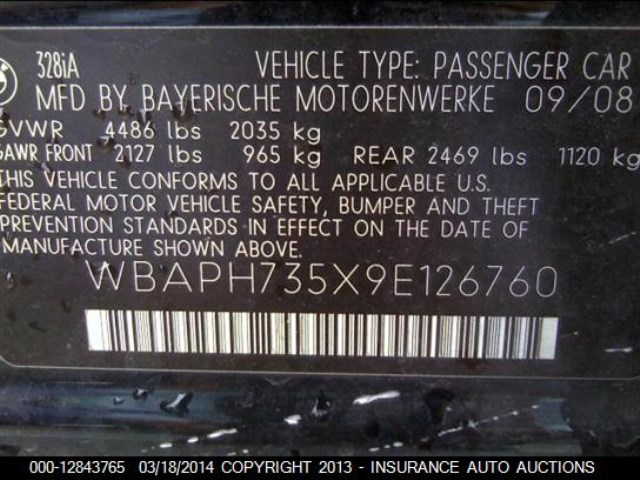 328iA VEHICLE TYPE: PASSENGER CAR
MFD BY BAYERISCHE MOTORENWERKE 09/08
GVWR 4486 lbs 2035 kg
GAWR FRONT 2127 lbs 965 kg REAR 2469 lbs 1120 kg
THIS VEHICLE CONFORMS TO ALL APPLICABLE U.S.
FEDERAL MOTOR VEHICLE SAFETY, BUMPER AND THEFT
PREVENTION STANDARDS IN EFFECT ON THE DATE OF
MANUFACTURE SHOWN ABOVE.
WBAPH735X9E126760
000-12843765 03/18/2014 COPYRIGHT 2013 - INSURANCE AUTO AUCTIONS